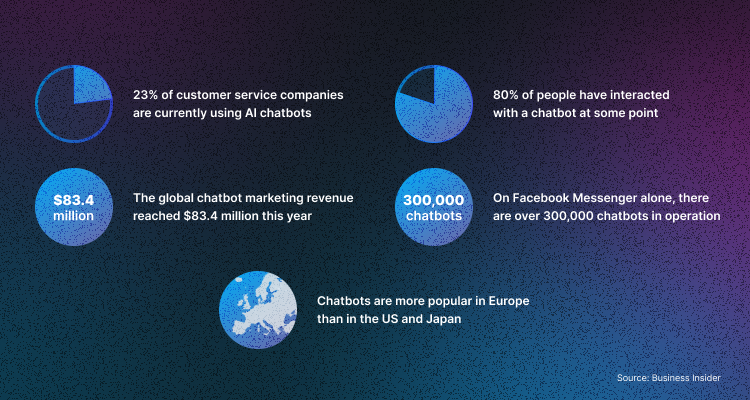 23% of customer service companies
are currently using AI chatbots
80% of people have interacted
with a chatbot at some point
$83.4
million
The global chatbot marketing revenue
reached $83.4 million this year
300,000
chatbots
On Facebook Messenger alone, there
are over 300,000 chatbots in operation
Chatbots are more popular in Europe
than in the US and Japan
Source: Business Insider